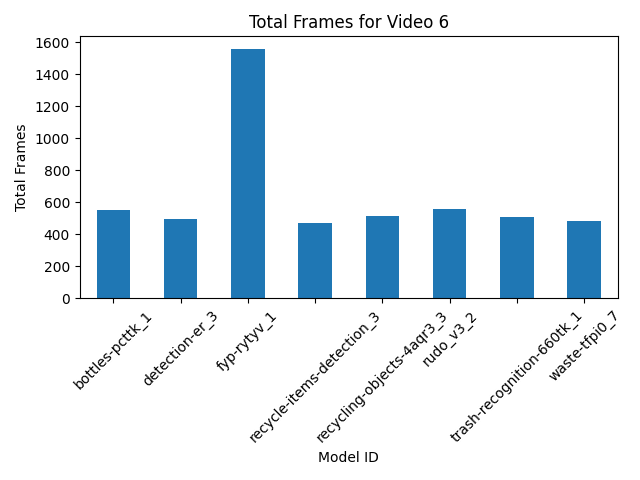 Total Frames for Video 6
Total Frames
1600
1400
1200
1000
800
600
400
200
0
bottles-pcttk_1
detection-er_3
fyp-rytyv_1
recycle-items-detection_3
recycling-objects-4aqr3_3
rudo_v3_2
trash-recognition-660tk_1
waste-tfpi0_7
Model ID